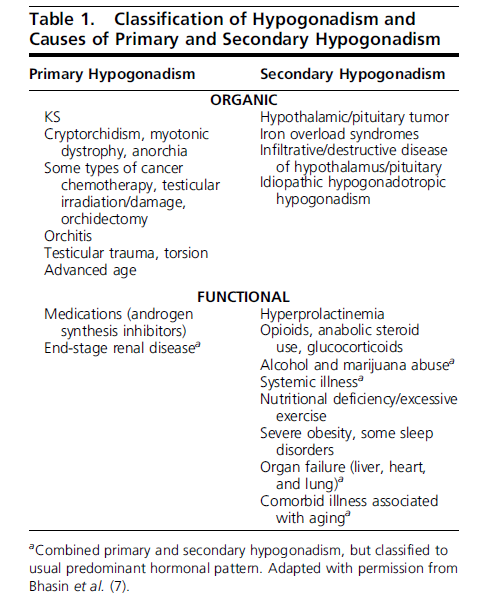 Table 1. Classification of Hypogonadism and
Causes of Primary and Secondary Hypogonadism
Primary Hypogonadism Secondary Hypogonadism
ORGANIC
KS
Cryptorchidism, myotonic
dystrophy, anorchia
Some types of cancer
chemotherapy, testicular
irradiation/damage,
orchidectomy
Orchitis
Testicular trauma, torsion
Advanced age
Hypothalamic/pituitary tumor
Iron overload syndromes
Infiltrative/destructive disease
of hypothalamus/pituitary
Idiopathic hypogonadotropic
hypogonadism
FUNCTIONAL
Medications (androgen
synthesis inhibitors)
End-stage renal disease^a
Hyperprolactinemia
Opioids, anabolic steroid
use, glucocorticoids
Alcohol and marijuana abuse^a
Systemic illness^a
Nutritional deficiency/excessive
exercise
Severe obesity, some sleep
disorders
Organ failure (liver, heart,
and lung)^a
Comorbid illness associated
with aging^a
^aCombined primary and secondary hypogonadism, but classified to
usual predominant hormonal pattern. Adapted with permission from
Bhasin et al. (7).